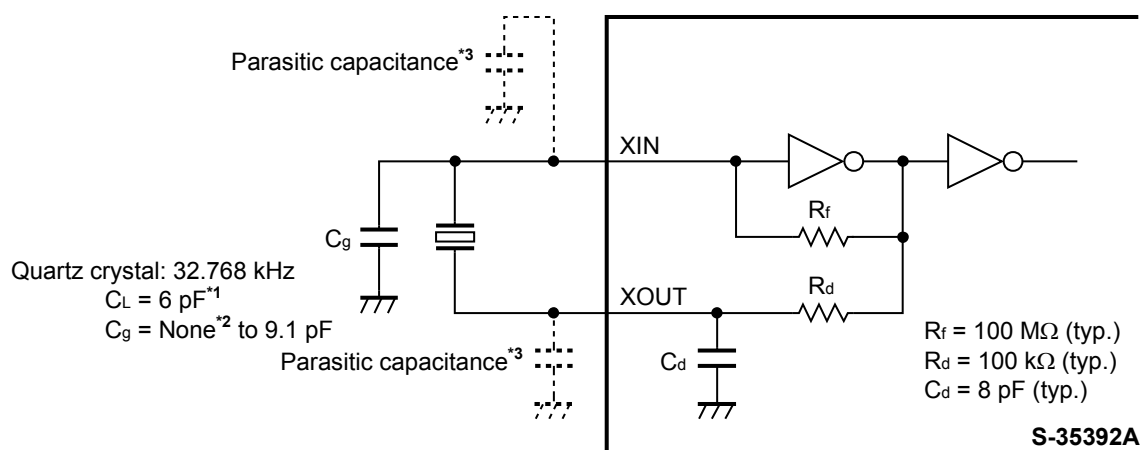 Parasitic capacitance*3
XIN
Rf
Cg
Quartz crystal: 32.768 kHz
CL = 6 pF*1
Cg = None*2 to 9.1 pF
XOUT
Rd
Parasitic capacitance*3
Cd
Rf = 100 MΩ (typ.)
Rd = 100 kΩ (typ.)
Cd = 8 pF (typ.)
S-35392A